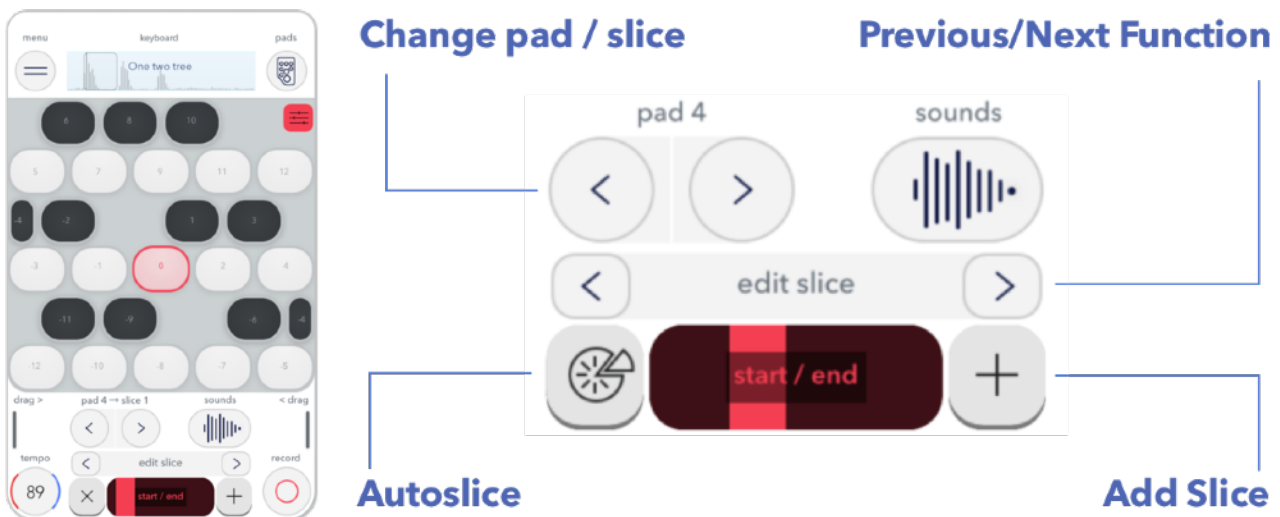 menu
keyboard
pads
One two tree
6
8
10
5
7
9
11
12
-4
-2
1
3
-3
-1
0
2
4
-11
-9
-6
-4
-12
-10
-8
-7
-5
drag >
pad 4 → slice 1
sounds
< drag
< >
tempo
< edit slice >
record
89
× start / end +
Change pad / slice
Previous/Next Function
pad 4
sounds
< >
< edit slice >
start / end +
Autoslice
Add Slice